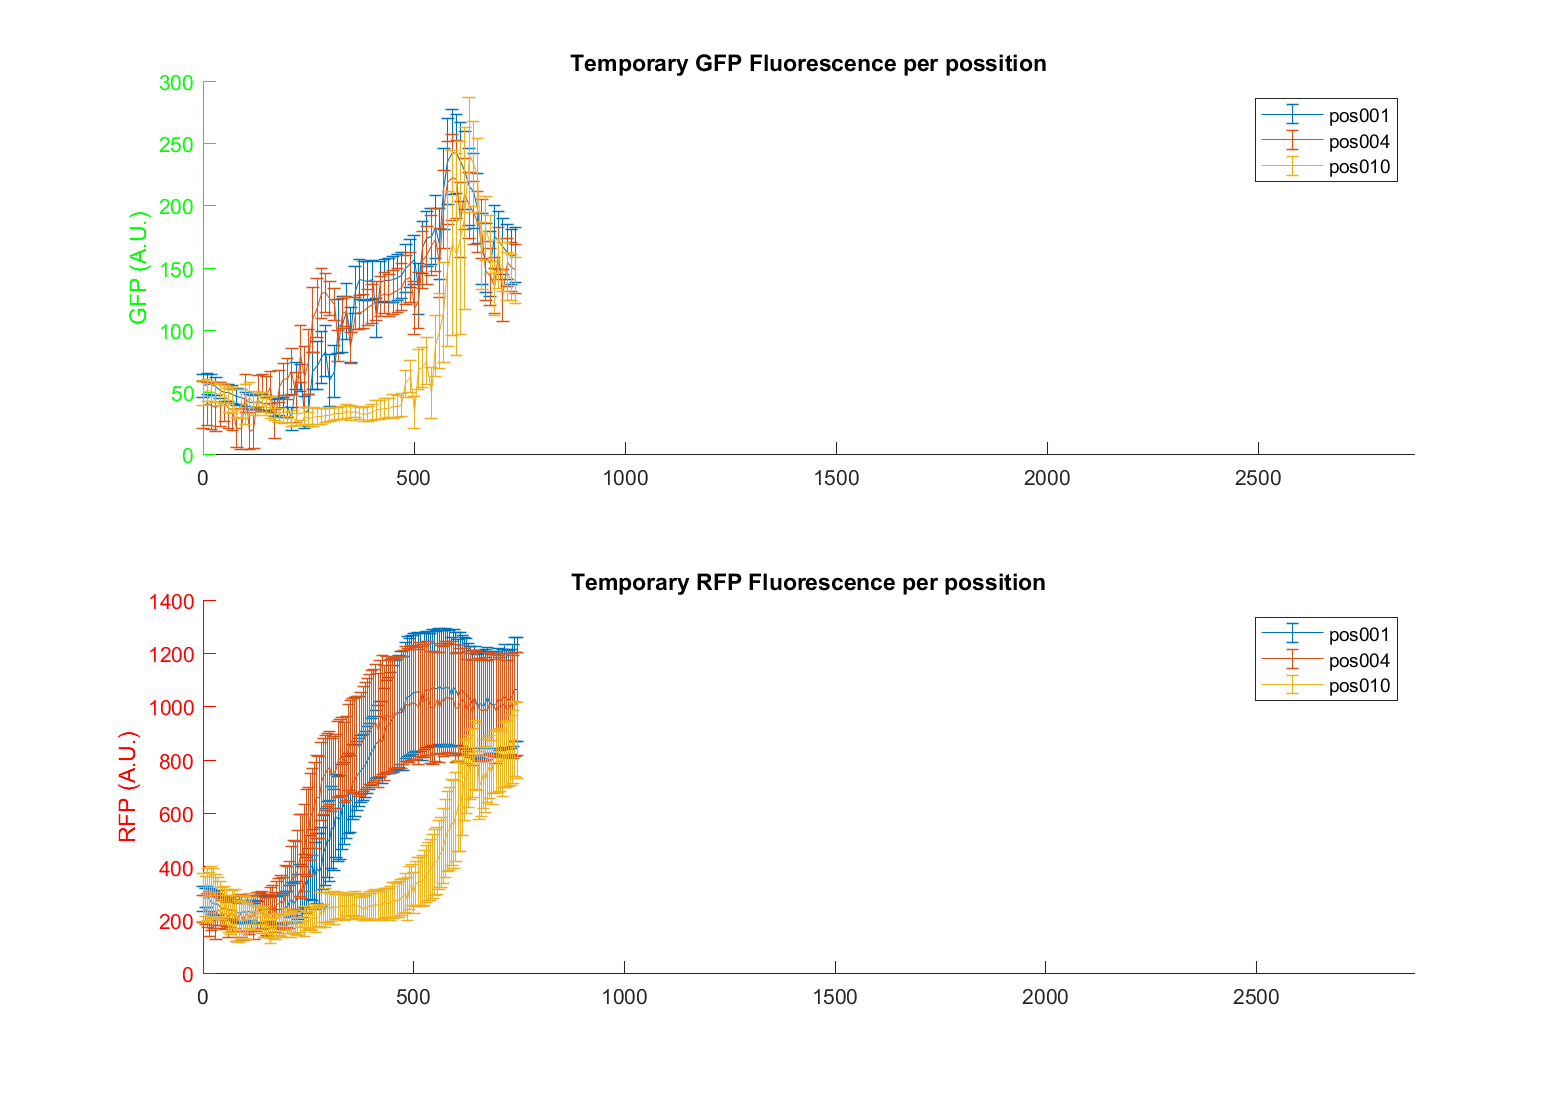 Temporary GFP Fluorescence per possition
300
250
200
150
100
50
0
GFP (A.U.)
0 500 1000 1500 2000 2500
pos001
pos004
pos010
Temporary RFP Fluorescence per possition
1400
1200
1000
800
600
400
200
0
RFP (A.U.)
0 500 1000 1500 2000 2500
pos001
pos004
pos010